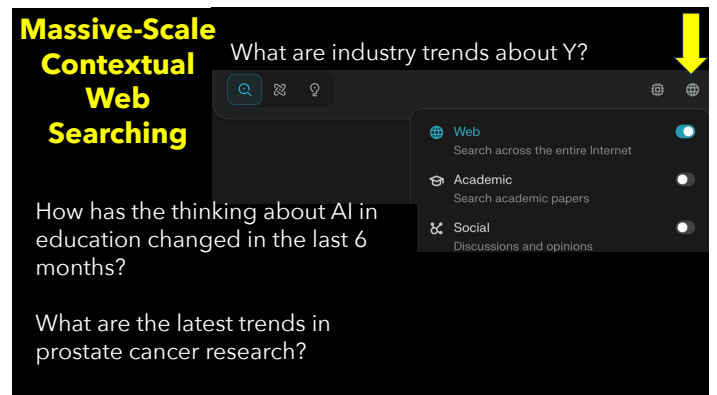 Massive-Scale
Contextual
Web
Searching
What are industry trends about Y?
Web
Search across the entire Internet
Academic
Search academic papers
Social
Discussions and opinions
How has the thinking about AI in
education changed in the last 6
months?
What are the latest trends in
prostate cancer research?